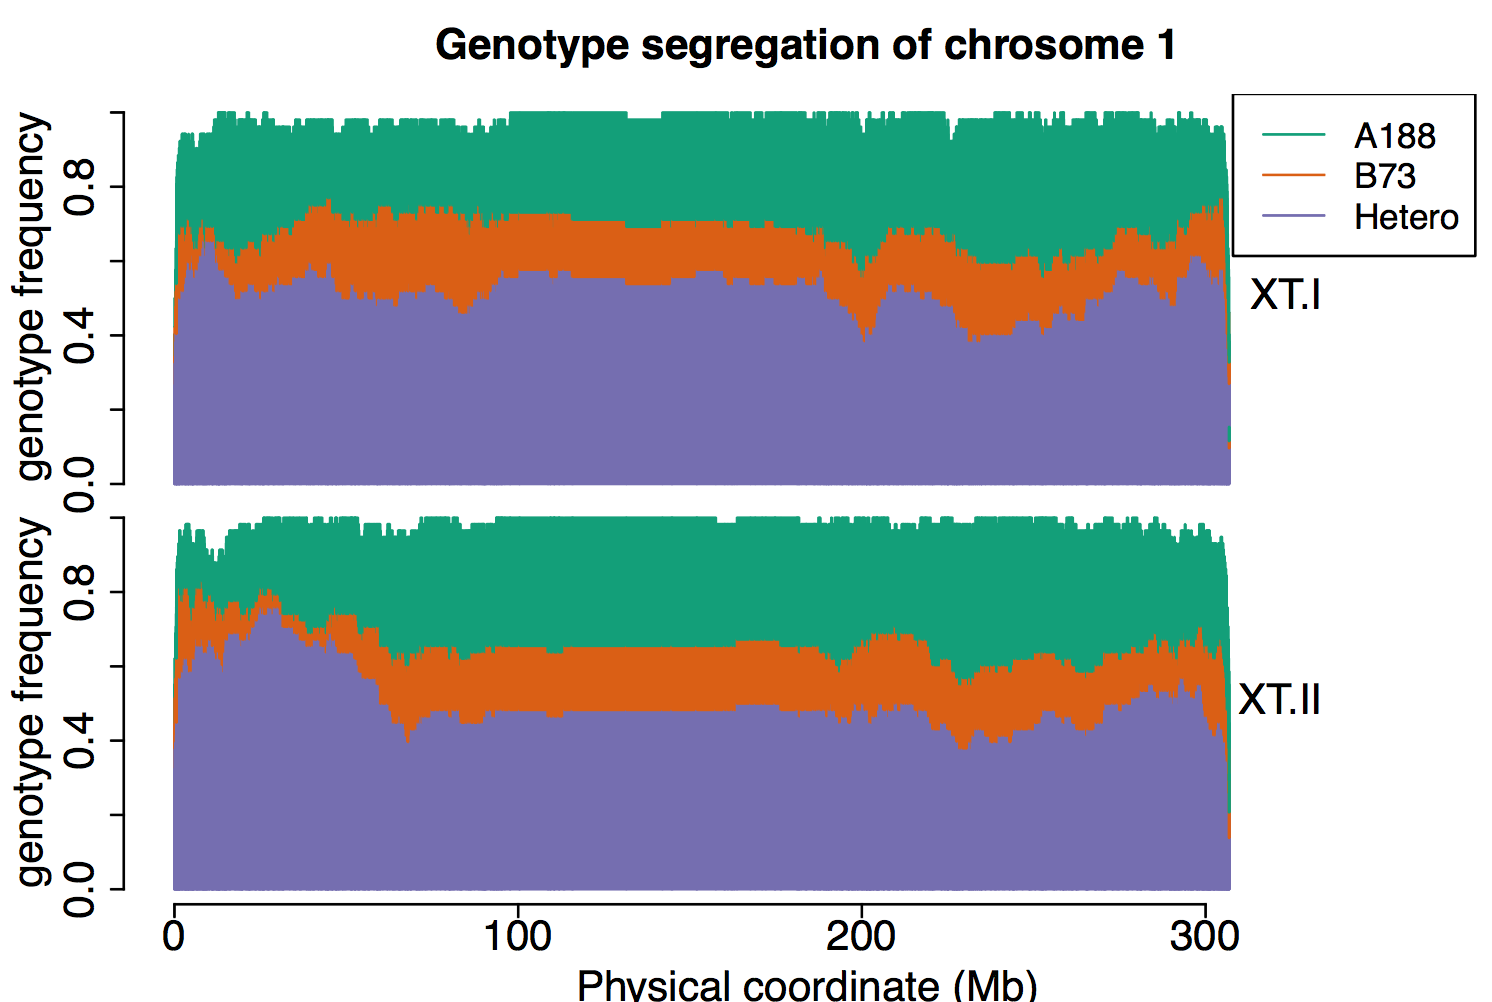 Genotype segregation of chrosome 1
genotype frequency
0.0 0.4 0.8
A188
B73
Hetero
XT.I
genotype frequency
0.0 0.4 0.8
XT.II
0 100 200 300
Physical coordinate (Mb)